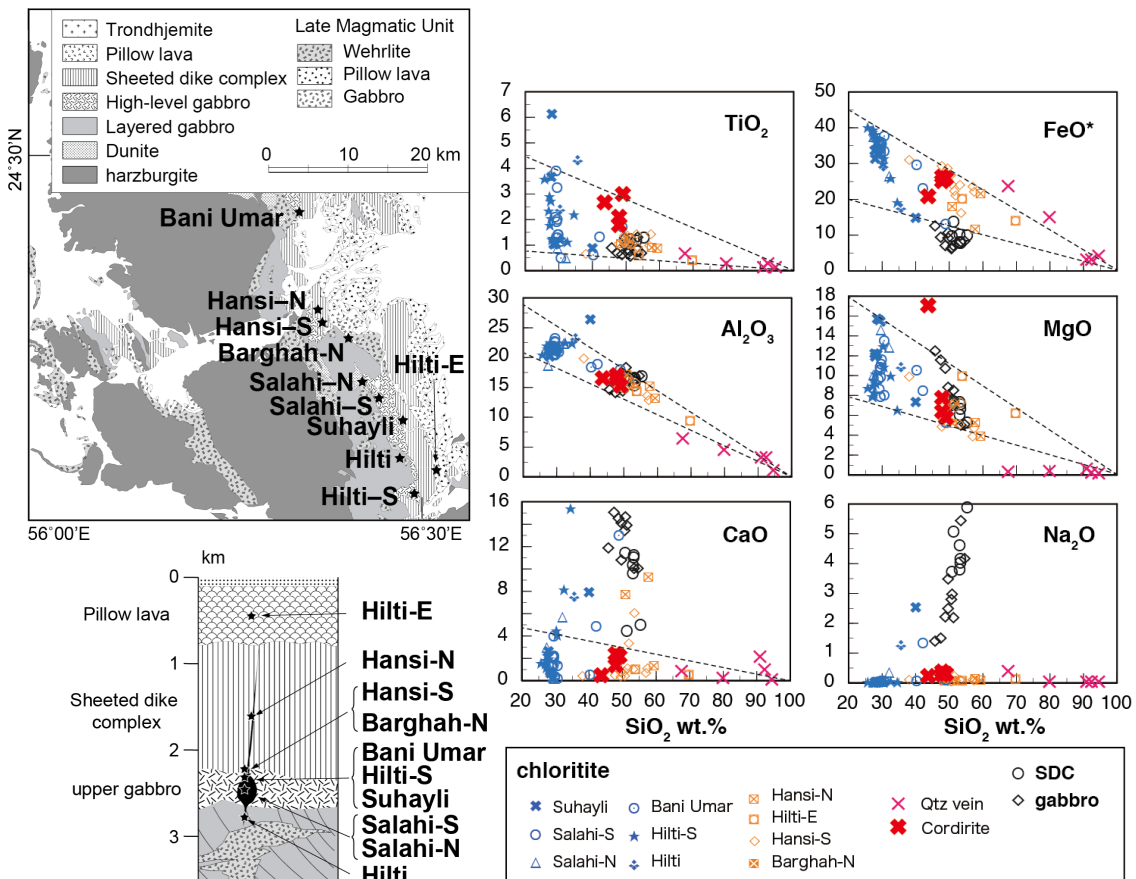 Trondhjemite
Pillow lava
Sheeted dike complex
High-level gabbro
Layered gabbro
Dunite
harzburgite
Late Magmatic Unit
Wehrlite
Pillow lava
Gabbro
0 10 20 km
24°30'N
Bani Umar
Hansi–N
Hansi–S
Barghah-N
Hilti-E
Salahi–N
Salahi–S
Suhayli
Hilti
Hilti–S
56°00'E 56°30'E
km
0
1
2
3
Pillow lava
Sheeted dike
complex
upper gabbro
Hilti-E
Hansi-N
Hansi-S
Barghah-N
Bani Umar
Hilti-S
Suhayli
Salahi-S
Salahi-N
Hilti
TiO2
7
6
5
4
3
2
1
0
FeO*
50
40
30
20
10
0
Al2O3
30
25
20
15
10
5
0
MgO
18
16
14
12
10
8
6
4
2
0
CaO
16
12
8
4
0
20 30 40 50 60 70 80 90 100
SiO2 wt.%
Na2O
6
5
4
3
2
1
0
20 30 40 50 60 70 80 90 100
SiO2 wt.%
chloritite
Suhayli
Salahi-S
Salahi-N
Bani Umar
Hilti-S
Hilti
Hansi-N
Hilti-E
Hansi-S
Barghah-N
Qtz vein
Cordirite
SDC
gabbro